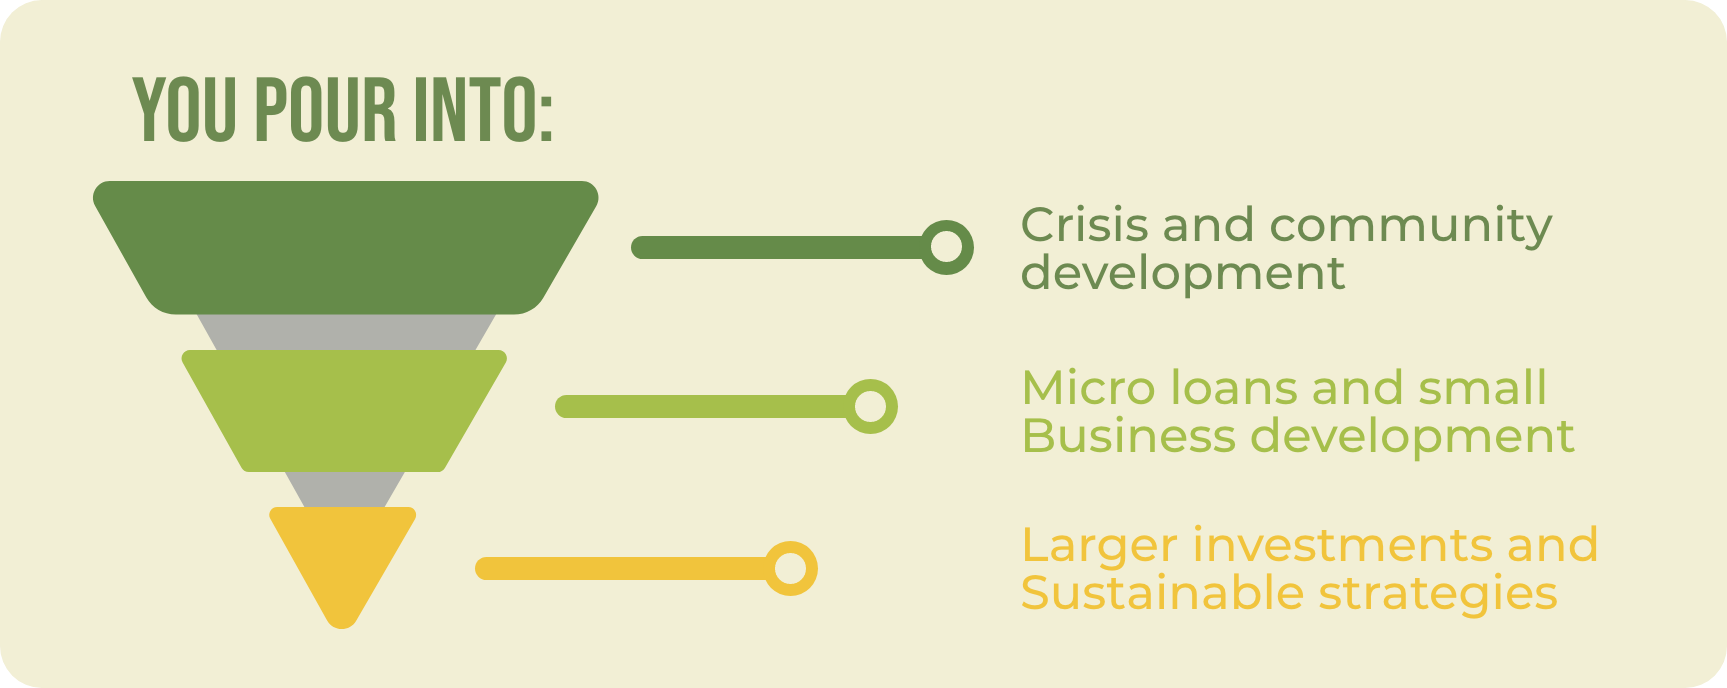 YOU POUR INTO:
Crisis and community
development
Micro loans and small
Business development
Larger investments and
Sustainable strategies